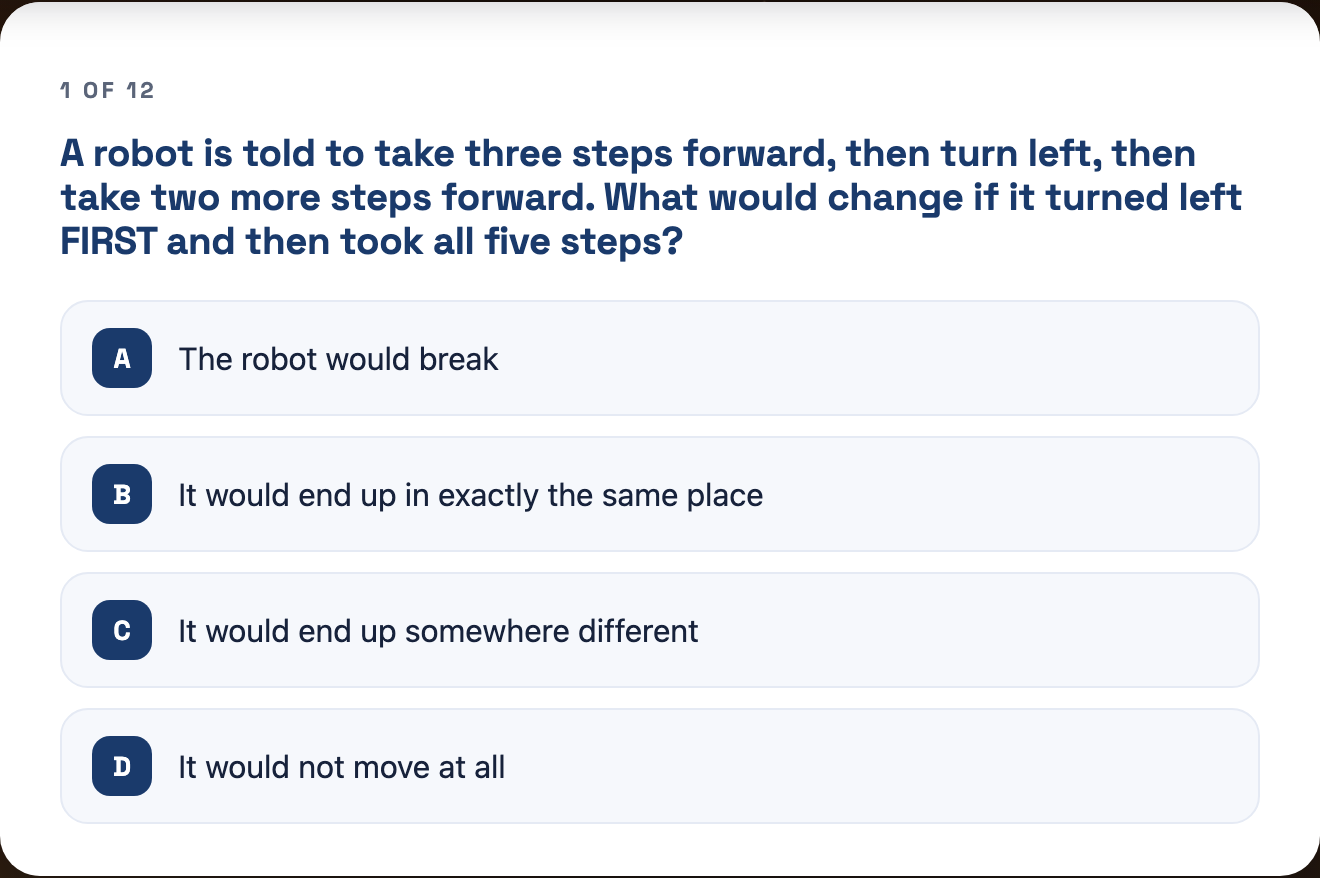 1 OF 12
A robot is told to take three steps forward, then turn left, then
take two more steps forward. What would change if it turned left
FIRST and then took all five steps?
A The robot would break
B It would end up in exactly the same place
C It would end up somewhere different
D It would not move at all